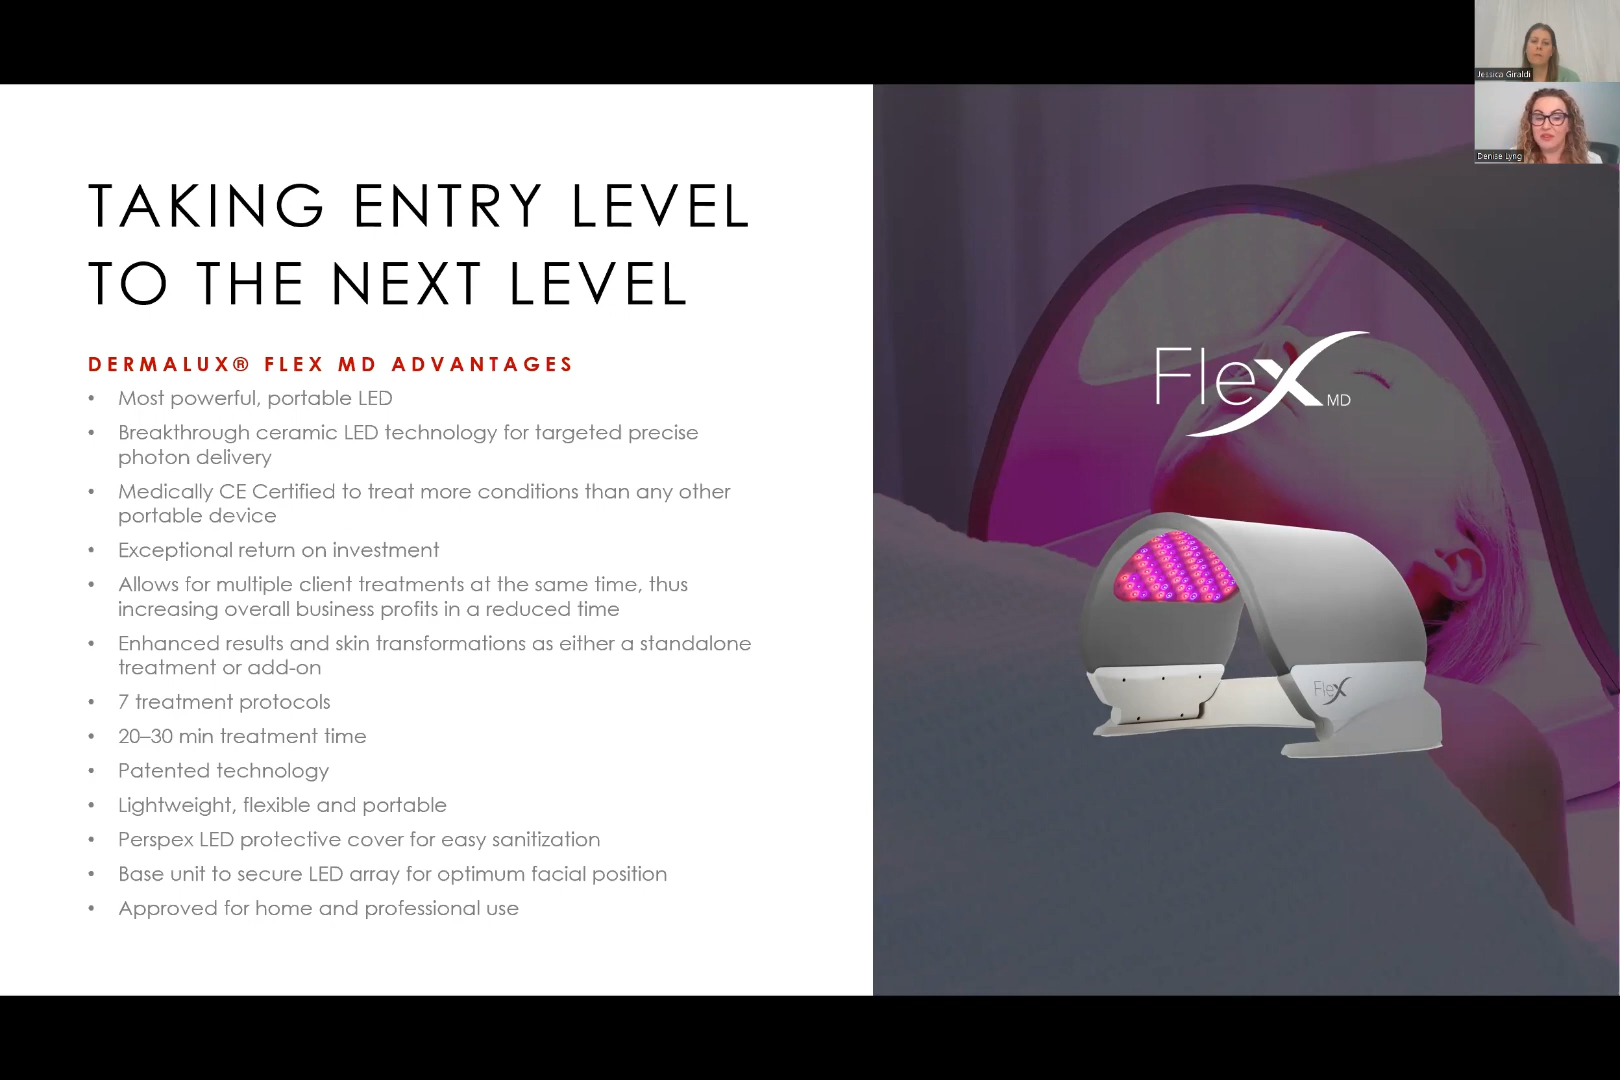 Jessica Giraldi
Denise Lyng
TAKING ENTRY LEVEL
TO THE NEXT LEVEL
DERMALUX® FLEX MD ADVANTAGES
• Most powerful, portable LED
• Breakthrough ceramic LED technology for targeted precise
photon delivery
• Medically CE Certified to treat more conditions than any other
portable device
• Exceptional return on investment
• Allows for multiple client treatments at the same time, thus
increasing overall business profits in a reduced time
• Enhanced results and skin transformations as either a standalone
treatment or add-on
• 7 treatment protocols
• 20–30 min treatment time
• Patented technology
• Lightweight, flexible and portable
• Perspex LED protective cover for easy sanitization
• Base unit to secure LED array for optimum facial position
• Approved for home and professional use
Flex MD
Flex